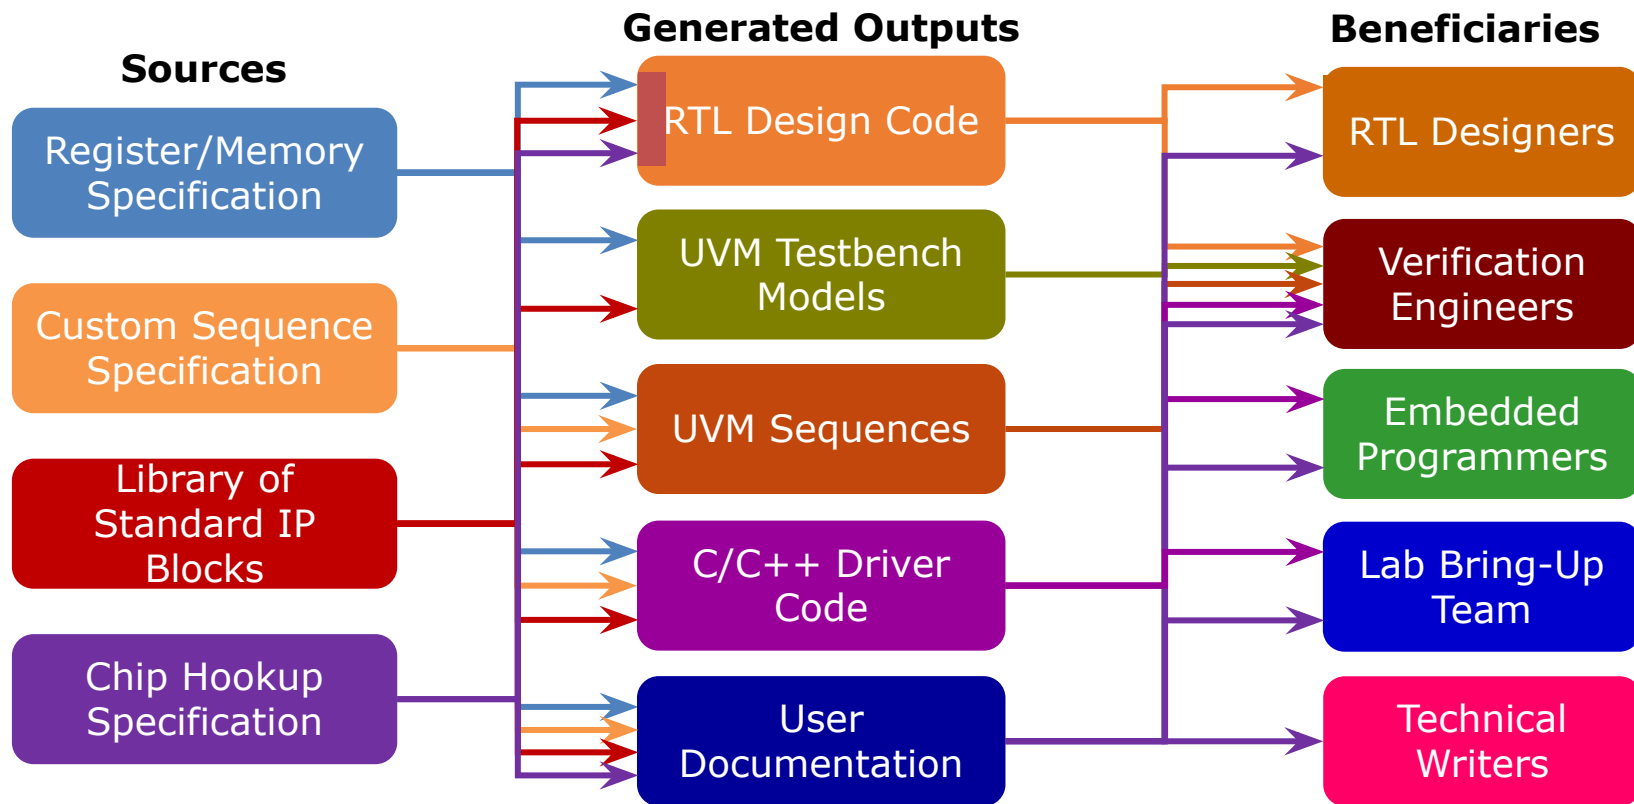 Sources
Register/Memory
Specification
Custom Sequence
Specification
Library of
Standard IP
Blocks
Chip Hookup
Specification
Generated Outputs
RTL Design Code
UVM Testbench
Models
UVM Sequences
C/C++ Driver
Code
User
Documentation
Beneficiaries
RTL Designers
Verification
Engineers
Embedded
Programmers
Lab Bring-Up
Team
Technical
Writers